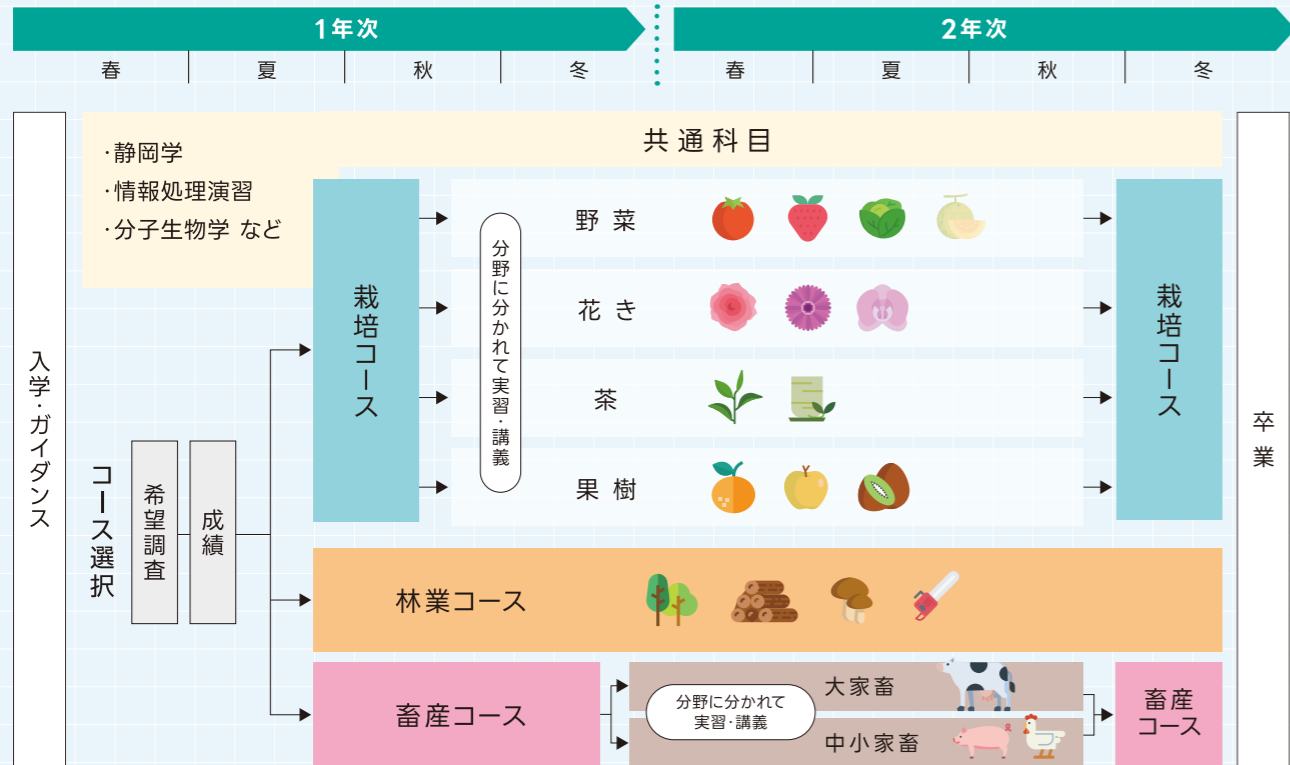 1年次
2年次
春
夏
秋
冬
春
夏
秋
冬
入学・ガイダンス
共通科目
・静岡学
・情報処理演習
・分子生物学 など
コース選択
希望調査
成績
栽培コース
分野に分かれて実習・講義
野菜
花き
茶
果樹
栽培コース
林業コース
畜産コース
分野に分かれて
実習・講義
大家畜
中小家畜
畜産
コース
卒業